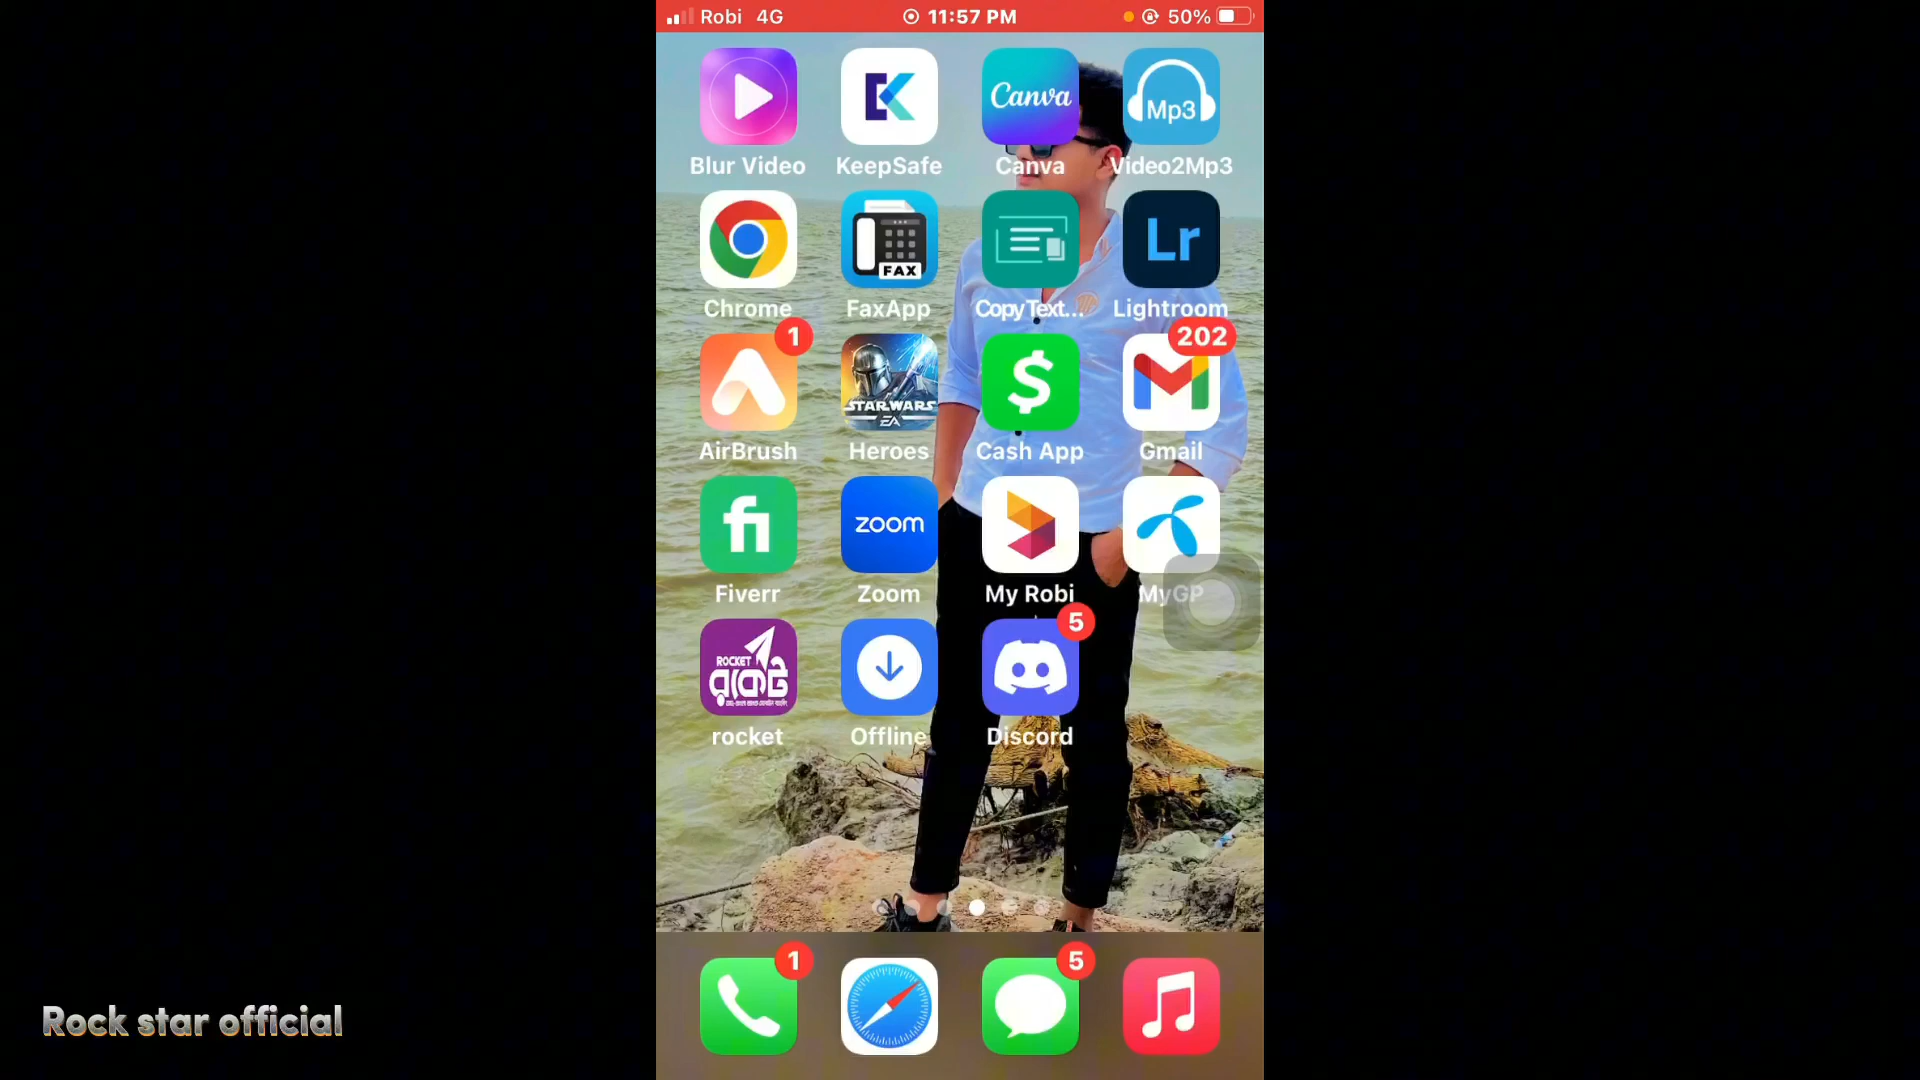 Robi 4G 11:57 PM 50%
Canva Mp3
Blur Video KeepSafe Canva Video2Mp3
FAX Lr
Chrome FaxApp CopyText... Lightroom
1 202
STAR WARS
EA
AirBrush Heroes Cash App Gmail
fi zoom
Fiverr Zoom My Robi MyGP
5
ROCKET
রকেট
rocket Offline Discord
1 5
Rock star official